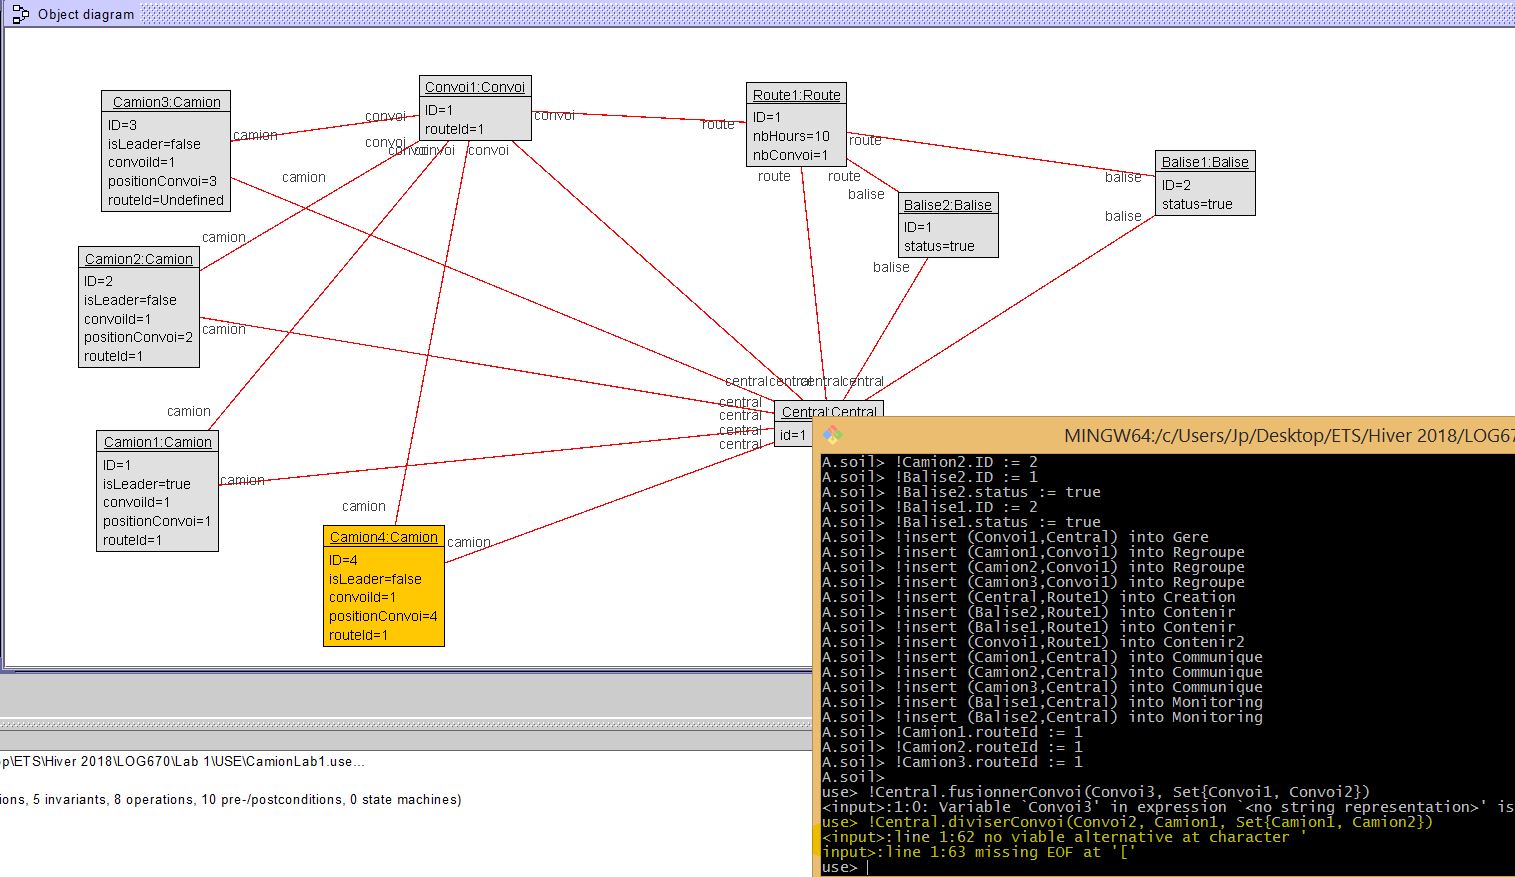 Object diagram
Camion3:Camion
ID=3
isLeader=false
convoiId=1
positionConvoi=3
routeId=Undefined
Convoi1:Convoi
ID=1
routeId=1
Route1:Route
ID=1
nbHours=10
nbConvoi=1
Balise1:Balise
ID=2
status=true
Balise2:Balise
ID=1
status=true
Camion2:Camion
ID=2
isLeader=false
convoiId=1
positionConvoi=2
routeId=1
Camion1:Camion
ID=1
isLeader=true
convoiId=1
positionConvoi=1
routeId=1
Camion4:Camion
ID=4
isLeader=false
convoiId=1
positionConvoi=4
routeId=1
Central:Central
id=1
convoi
convoi
convoi
convoi
convoi
convoi
camion
camion
camion
camion
camion
camion
camion
camion
route
route
route
route
balise
balise
balise
balise
central
central
central
central
central
central
central
central
MINGW64:/c/Users/Jp/Desktop/ETS/Hiver 2018/LOG67
A.soil> !Camion2.ID := 2
A.soil> !Balise2.ID := 1
A.soil> !Balise2.status := true
A.soil> !Balise1.ID := 2
A.soil> !Balise1.status := true
A.soil> !insert (Convoi1,Central) into Gere
A.soil> !insert (Camion1,Convoi1) into Regroupe
A.soil> !insert (Camion2,Convoi1) into Regroupe
A.soil> !insert (Camion3,Convoi1) into Regroupe
A.soil> !insert (Central,Route1) into Creation
A.soil> !insert (Balise2,Route1) into Contenir
A.soil> !insert (Balise1,Route1) into Contenir
A.soil> !insert (Convoi1,Route1) into Contenir2
A.soil> !insert (Camion1,Central) into Communique
A.soil> !insert (Camion2,Central) into Communique
A.soil> !insert (Camion3,Central) into Communique
A.soil> !insert (Balise1,Central) into Monitoring
A.soil> !insert (Balise2,Central) into Monitoring
A.soil> !Camion1.routeId := 1
A.soil> !Camion2.routeId := 1
A.soil> !Camion3.routeId := 1
A.soil>
use> !Central.fusionnerConvoi(Convoi3, Set{Convoi1, Convoi2})
<input>:1:0: Variable `Convoi3' in expression `<no string representation>' is
use> !Central.diviserConvoi(Convoi2, Camion1, Set{Camion1, Camion2})
<input>:line 1:62 no viable alternative at character '
input>:line 1:63 missing EOF at '['
use>
p\ETS\Hiver 2018\LOG670\Lab 1\USE\CamionLab1.use...
ions, 5 invariants, 8 operations, 10 pre-/postconditions, 0 state machines)